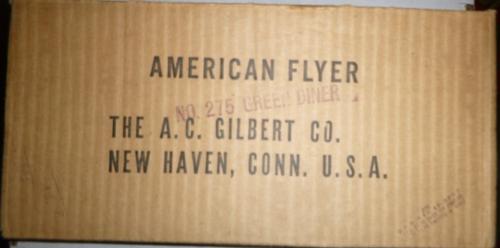 AMERICAN FLYER
NO. 275 GREEN DINER
THE A.C. GILBERT CO.
NEW HAVEN, CONN. U.S.A.